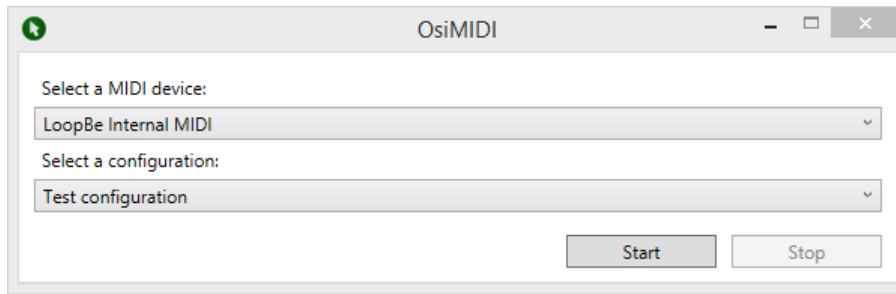 OsiMIDI
Select a MIDI device:
LoopBe Internal MIDI
Select a configuration:
Test configuration
Start Stop